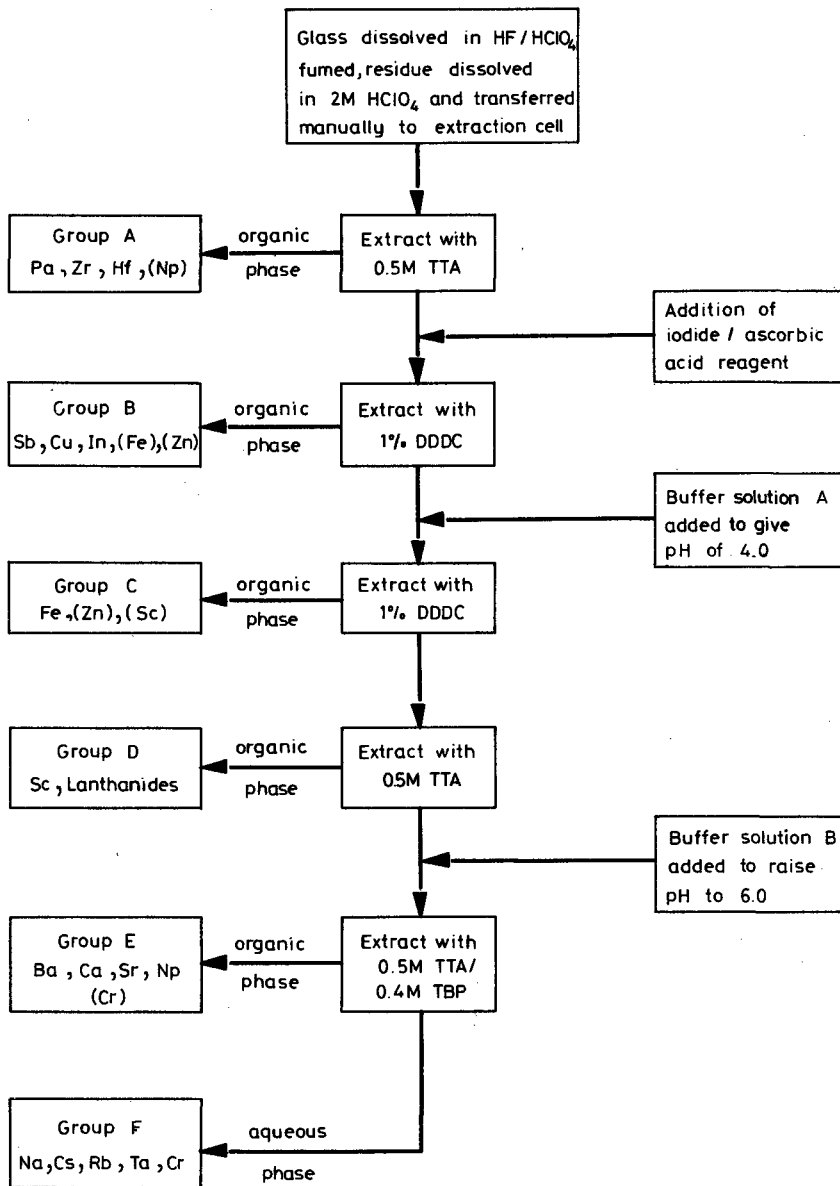 Glass dissolved in HF/HClO₄
fumed, residue dissolved
in 2M HClO₄ and transferred
manually to extraction cell
Group A
Pa, Zr, Hf, (Np)
organic
phase
Extract with
0.5M TTA
Addition of
iodide / ascorbic
acid reagent
Group B
Sb, Cu, In, (Fe), (Zn)
organic
phase
Extract with
1% DDDC
Buffer solution A
added to give
pH of 4.0
Group C
Fe, (Zn), (Sc)
organic
phase
Extract with
1% DDDC
Group D
Sc, Lanthanides
organic
phase
Extract with
0.5M TTA
Buffer solution B
added to raise
pH to 6.0
Group E
Ba, Ca, Sr, Np
(Cr)
organic
phase
Extract with
0.5M TTA/
0.4M TBP
Group F
Na, Cs, Rb, Ta, Cr
aqueous
phase